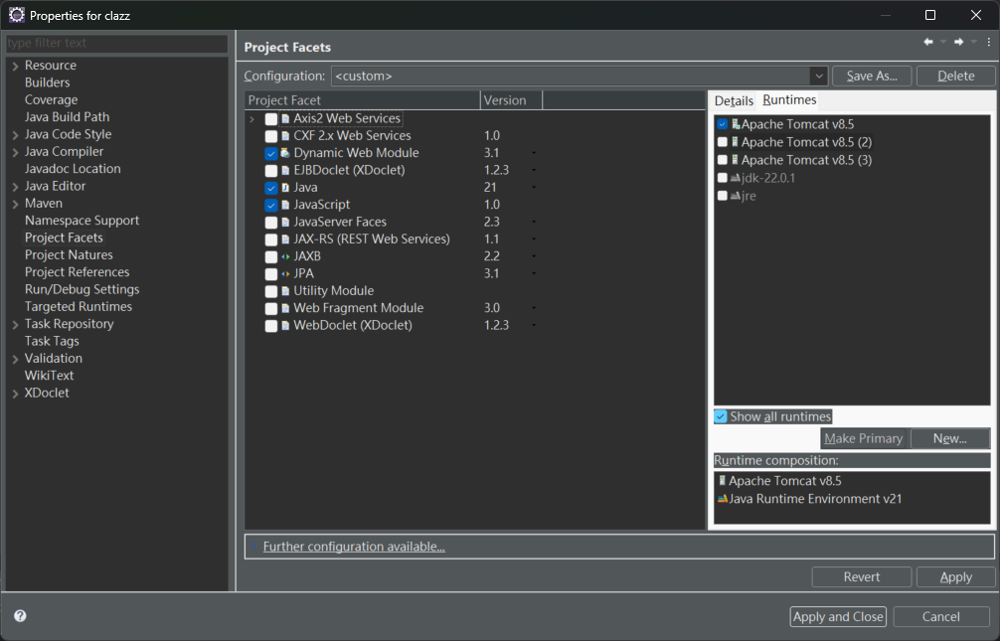 Properties for clazz
type filter text
Resource
Builders
Coverage
Java Build Path
Java Code Style
Java Compiler
Javadoc Location
Java Editor
Maven
Namespace Support
Project Facets
Project Natures
Project References
Run/Debug Settings
Targeted Runtimes
Task Repository
Task Tags
Validation
WikiText
XDoclet
Project Facets
Configuration: <custom> Save As... Delete
Project Facet Version
Axis2 Web Services
CXF 2.x Web Services 1.0
Dynamic Web Module 3.1
EJBDoclet (XDoclet) 1.2.3
Java 21
JavaScript 1.0
JavaServer Faces 2.3
JAX-RS (REST Web Services) 1.1
JAXB 2.2
JPA 3.1
Utility Module
Web Fragment Module 3.0
WebDoclet (XDoclet) 1.2.3
Details Runtimes
Apache Tomcat v8.5
Apache Tomcat v8.5 (2)
Apache Tomcat v8.5 (3)
jdk-22.0.1
jre
Show all runtimes
Make Primary New...
Runtime composition:
Apache Tomcat v8.5
Java Runtime Environment v21
Further configuration available...
Revert Apply
Apply and Close Cancel